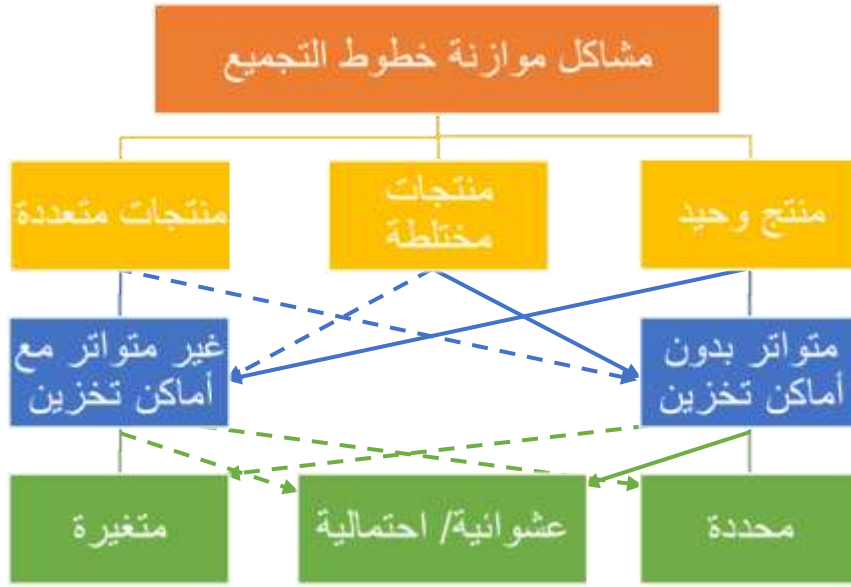 مشاكل موازنة خطوط التجميع
منتج وحيد
منتجات
مختلطة
منتجات متعددة
متواتر بدون
أماكن تخزين
غير متواتر مع
أماكن تخزين
محددة
عشوائية/ احتمالية
متغيرة